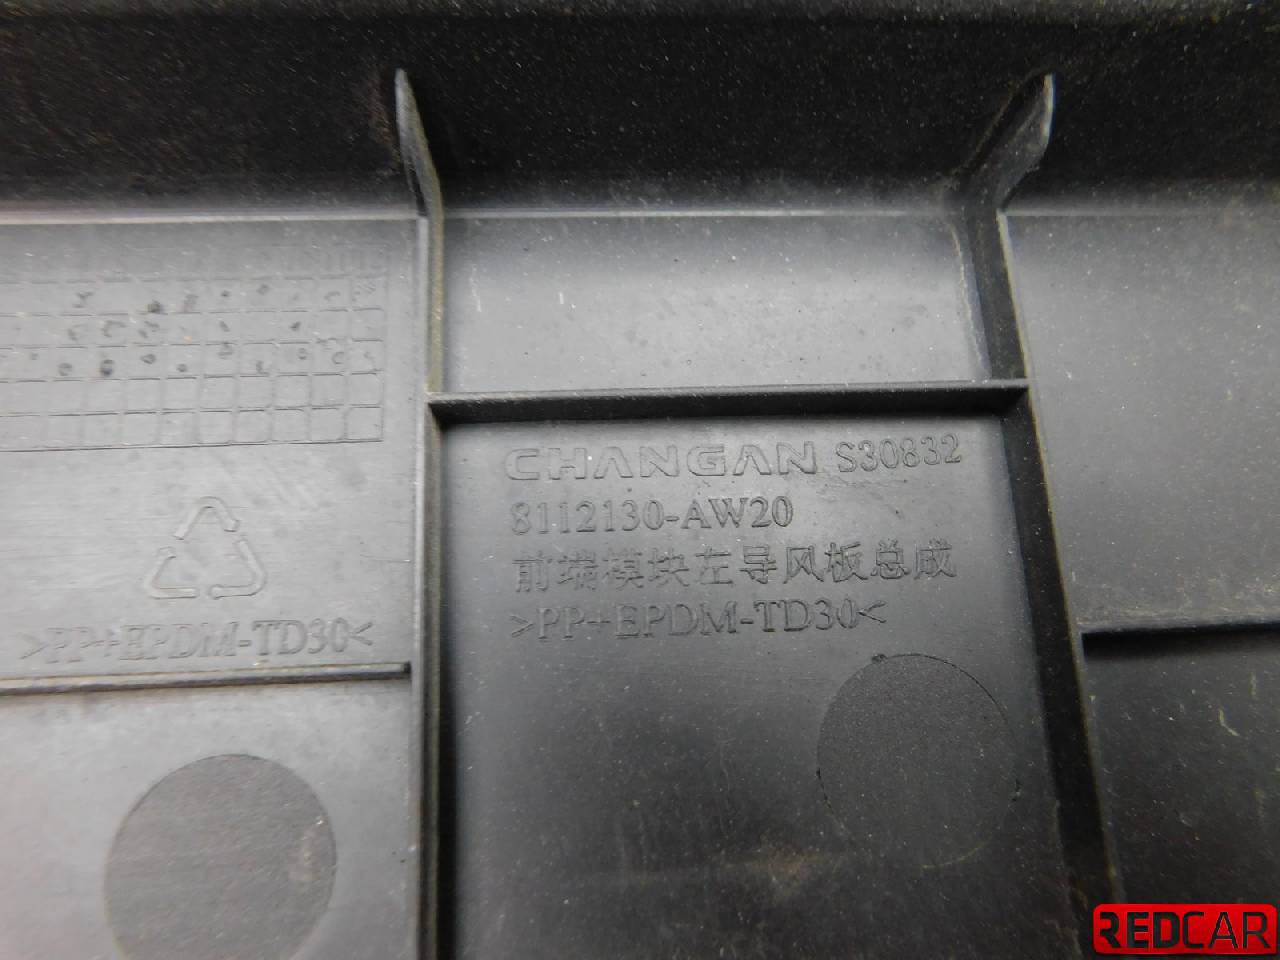 CHANGAN S30832
8112130-AW20
前端模块左导风板总成
>PP+EPDM-TD30<
>PP+EPDM-TD30<
REDCAR